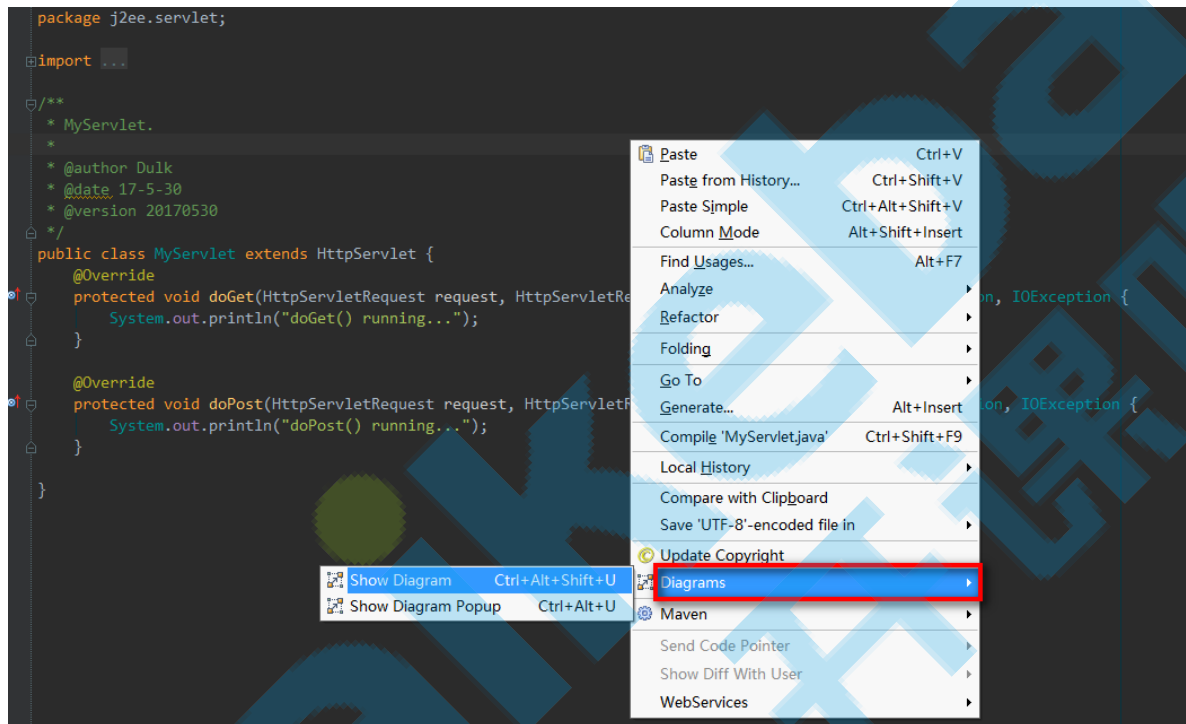 package j2ee.servlet;
import ...
/**
* MyServlet.
*
* @author Dulk
* @date 17-5-30
* @version 20170530
*/
public class MyServlet extends HttpServlet {
@Override
protected void doGet(HttpServletRequest request, HttpServletRe on, IOException {
System.out.println("doGet() running...");
}
@Override
protected void doPost(HttpServletRequest request, HttpServletR ion, IOException {
System.out.println("doPost() running...");
}
}
Paste Ctrl+V
Paste from History... Ctrl+Shift+V
Paste Simple Ctrl+Alt+Shift+V
Column Mode Alt+Shift+Insert
Find Usages... Alt+F7
Analyze
Refactor
Folding
Go To
Generate... Alt+Insert
Compile 'MyServlet.java' Ctrl+Shift+F9
Local History
Compare with Clipboard
Save 'UTF-8'-encoded file in
Update Copyright
Diagrams
Maven
Send Code Pointer
Show Diff With User
WebServices
Show Diagram Ctrl+Alt+Shift+U
Show Diagram Popup Ctrl+Alt+U